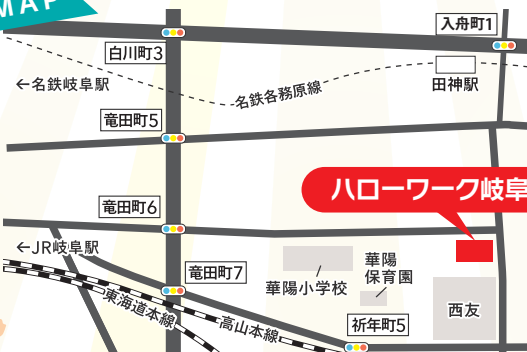 MAP
入舟町1
白川町3
←名鉄岐阜駅
田神駅
名鉄各務原線
竜田町5
ハローワーク岐阜
竜田町6
←JR岐阜駅
華陽
保育園
竜田町7
華陽小学校
東海道本線
西友
高山本線
祈年町5